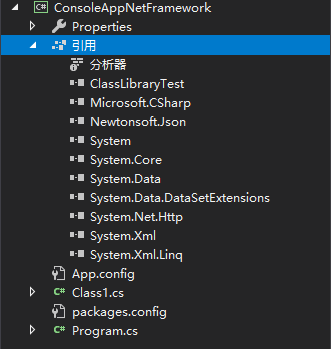 ConsoleAppNetFramework
Properties
引用
分析器
ClassLibraryTest
Microsoft.CSharp
Newtonsoft.Json
System
System.Core
System.Data
System.Data.DataSetExtensions
System.Net.Http
System.Xml
System.Xml.Linq
App.config
Class1.cs
packages.config
Program.cs